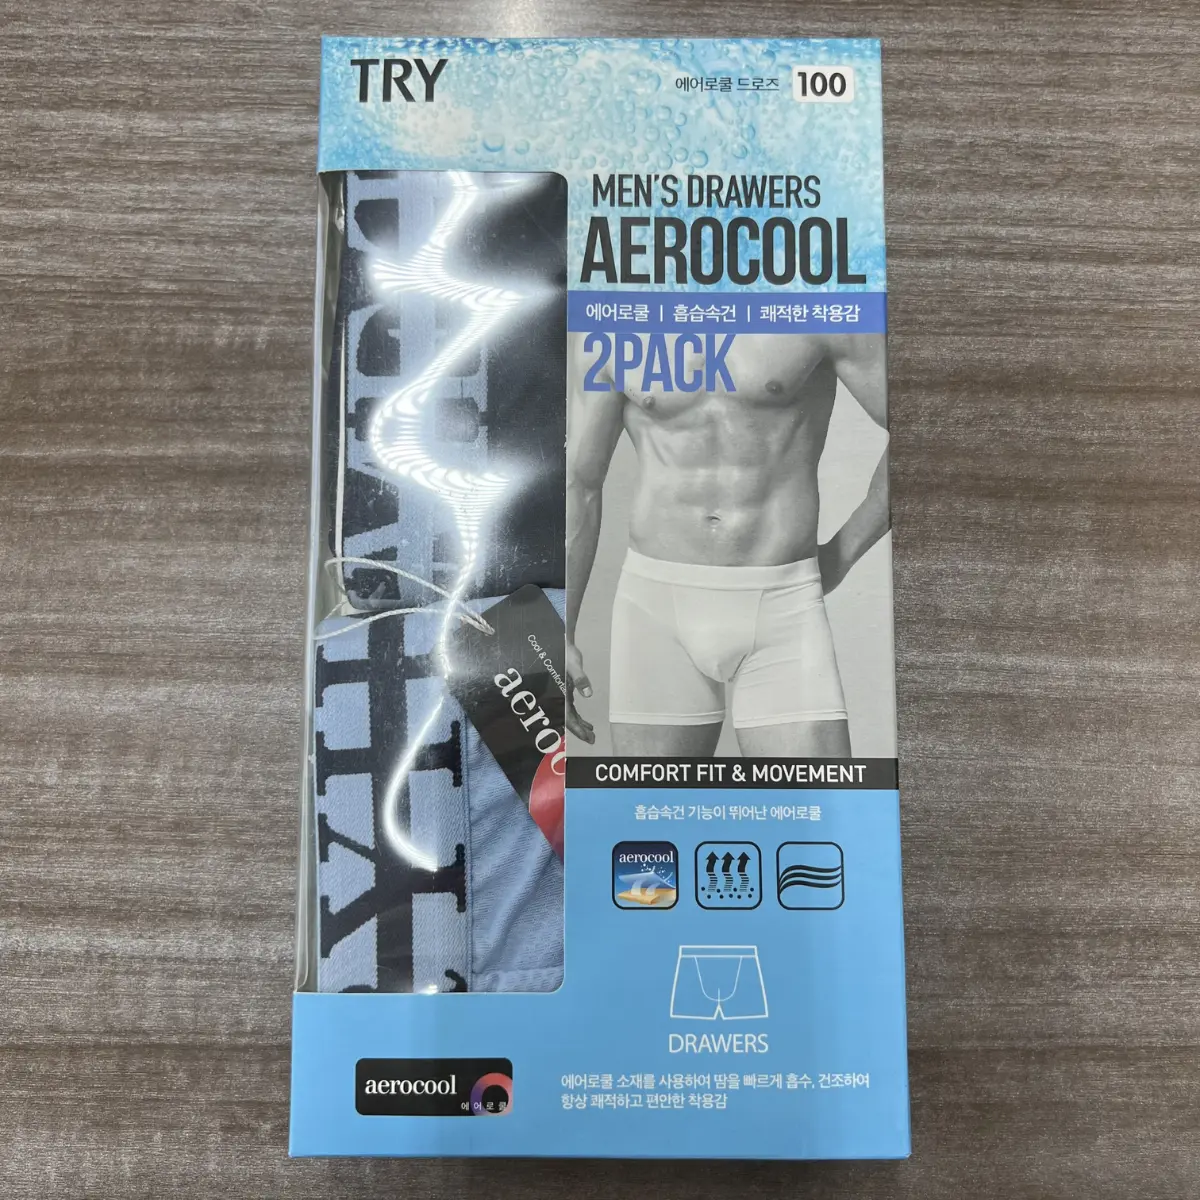 TRY
에어로쿨 드로즈 100
MEN'S DRAWERS
AEROCOOL
에어로쿨 | 흡습속건 | 쾌적한 착용감
2PACK
Cool & Comfortab
aeroc
COMFORT FIT & MOVEMENT
흡습속건 기능이 뛰어난 에어로쿨
aerocool
DRAWERS
에어로쿨 소재를 사용하여 땀을 빠르게 흡수, 건조하여
항상 쾌적하고 편안한 착용감
aerocool
에어로쿨